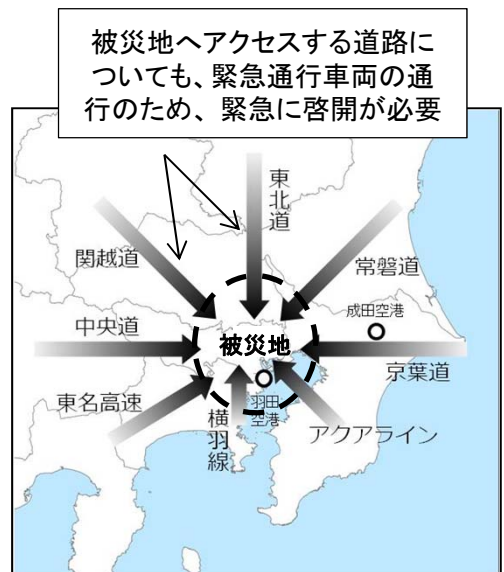 被災地へアクセスする道路に
ついても、緊急通行車両の通
行のため、緊急に啓開が必要
東北道
関越道
常磐道
成田空港
中央道
被災地
京葉道
東名高速
羽田
空港
横羽線
アクアライン